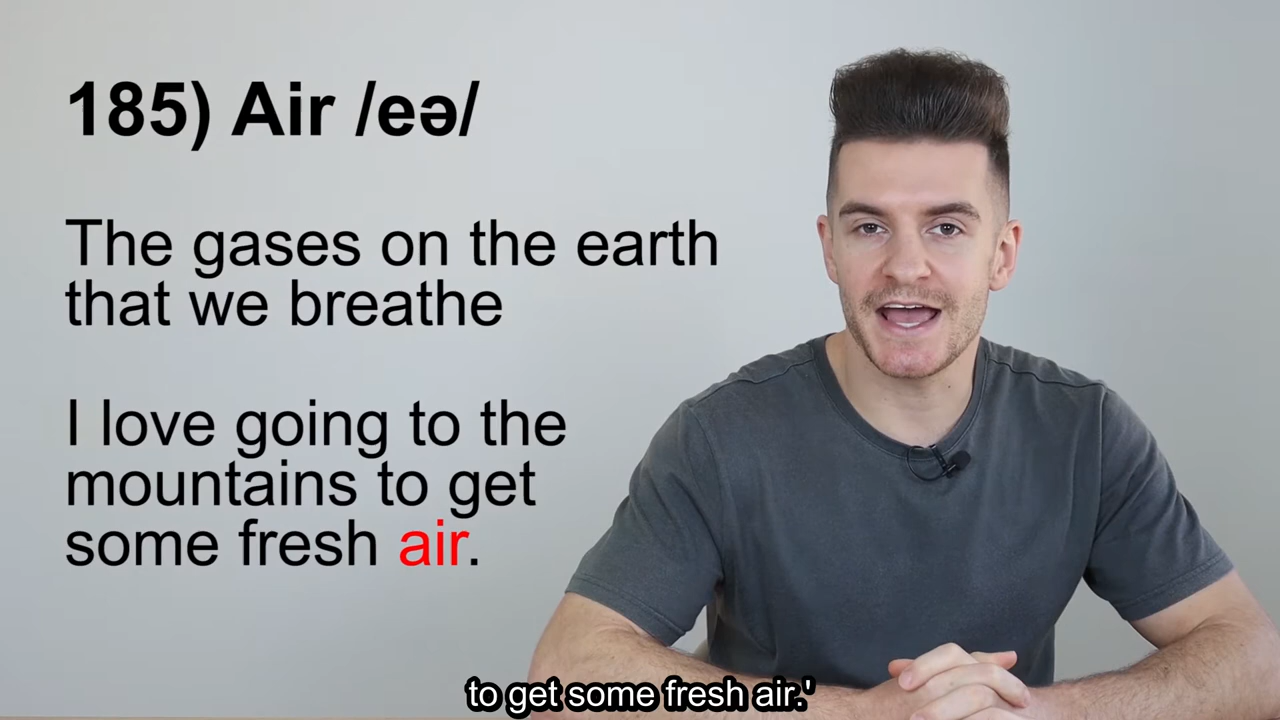 185) Air /eə/
The gases on the earth
that we breathe
I love going to the
mountains to get
some fresh air.
to get some fresh air.'